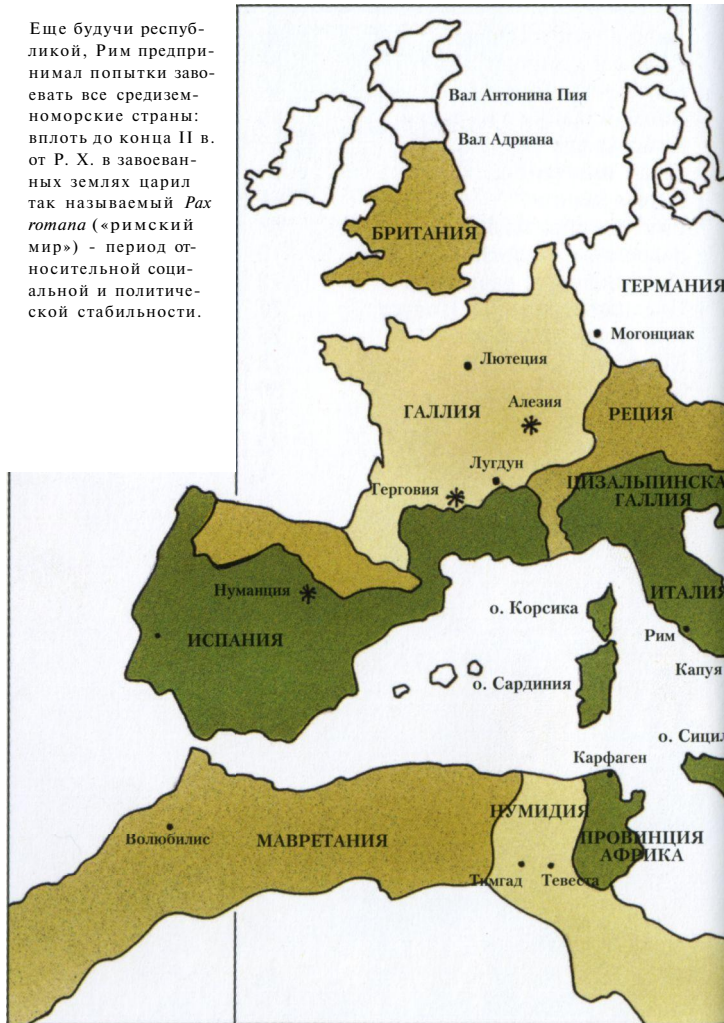 Еще будучи респуб-
ликой, Рим предпри-
нимал попытки заво-
евать все средизем-
номорские страны:
вплоть до конца II в.
от Р. Х. в завоеван-
ных землях царил
так называемый Pax
romana («римский
мир») - период от-
носительной соци-
альной и политиче-
ской стабильности.
Вал Антонина Пия
Вал Адриана
БРИТАНИЯ
ГЕРМАНИЯ
Могонциак
Лютеция
Алезия
ГАЛЛИЯ
РЕЦИЯ
Лугдун
Герговия
ЦИЗАЛЬПИНСКА
ГАЛЛИЯ
Нуманция
ИТАЛИЯ
о. Корсика
ИСПАНИЯ
Рим
Капуя
о. Сардиния
о. Сицил
Карфаген
НУМИДИЯ
Волюбилис
МАВРЕТАНИЯ
ПРОВИНЦИЯ
АФРИКА
Тимгад
Тевеста